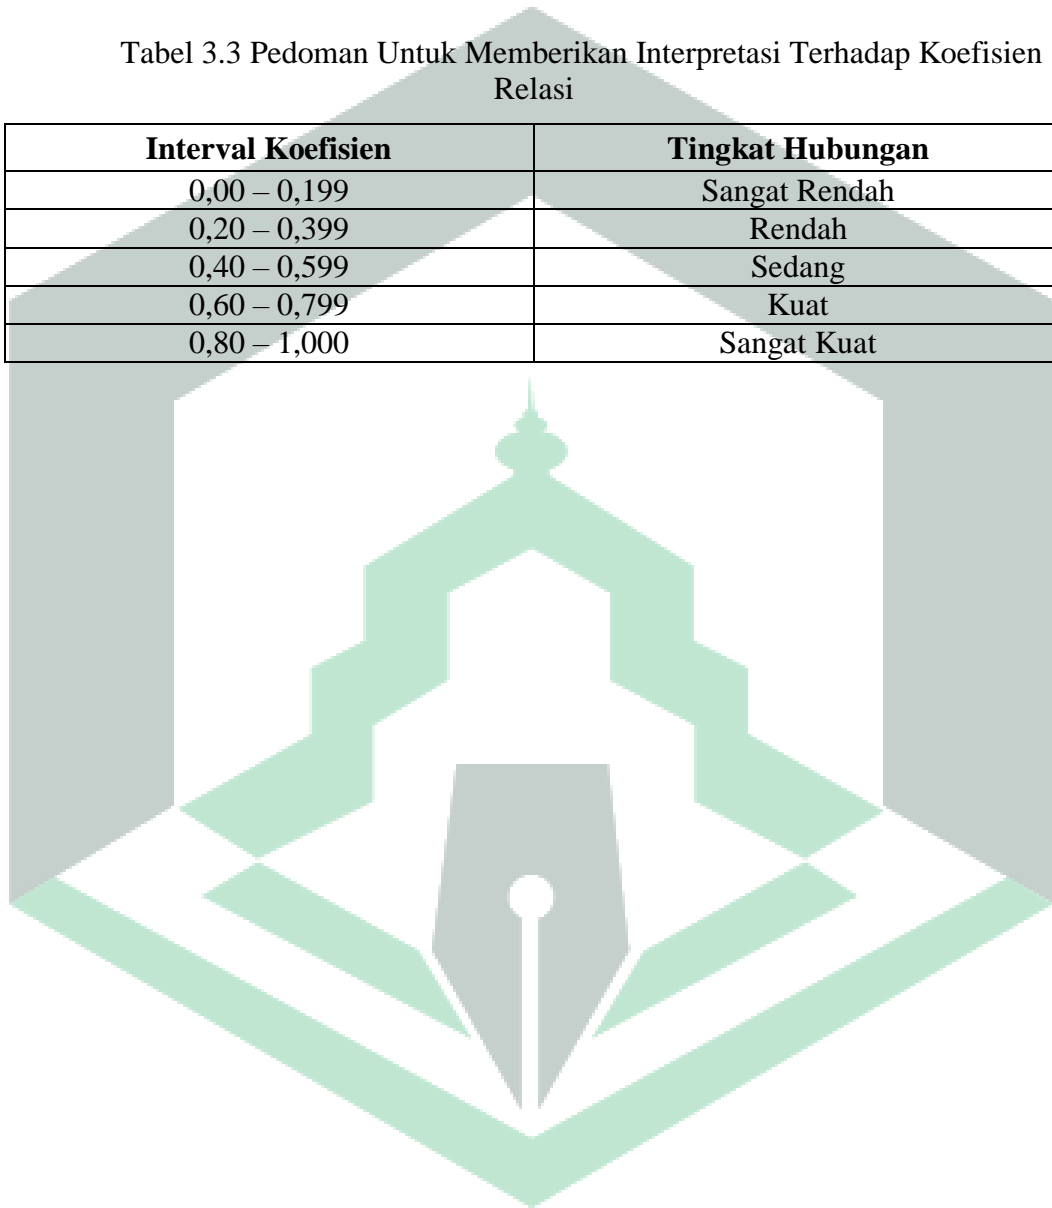 Tabel 3.3 Pedoman Untuk Memberikan Interpretasi Terhadap Koefisien
Relasi
Interval Koefisien Tingkat Hubungan
0,00 – 0,199 Sangat Rendah
0,20 – 0,399 Rendah
0,40 – 0,599 Sedang
0,60 – 0,799 Kuat
0,80 – 1,000 Sangat Kuat